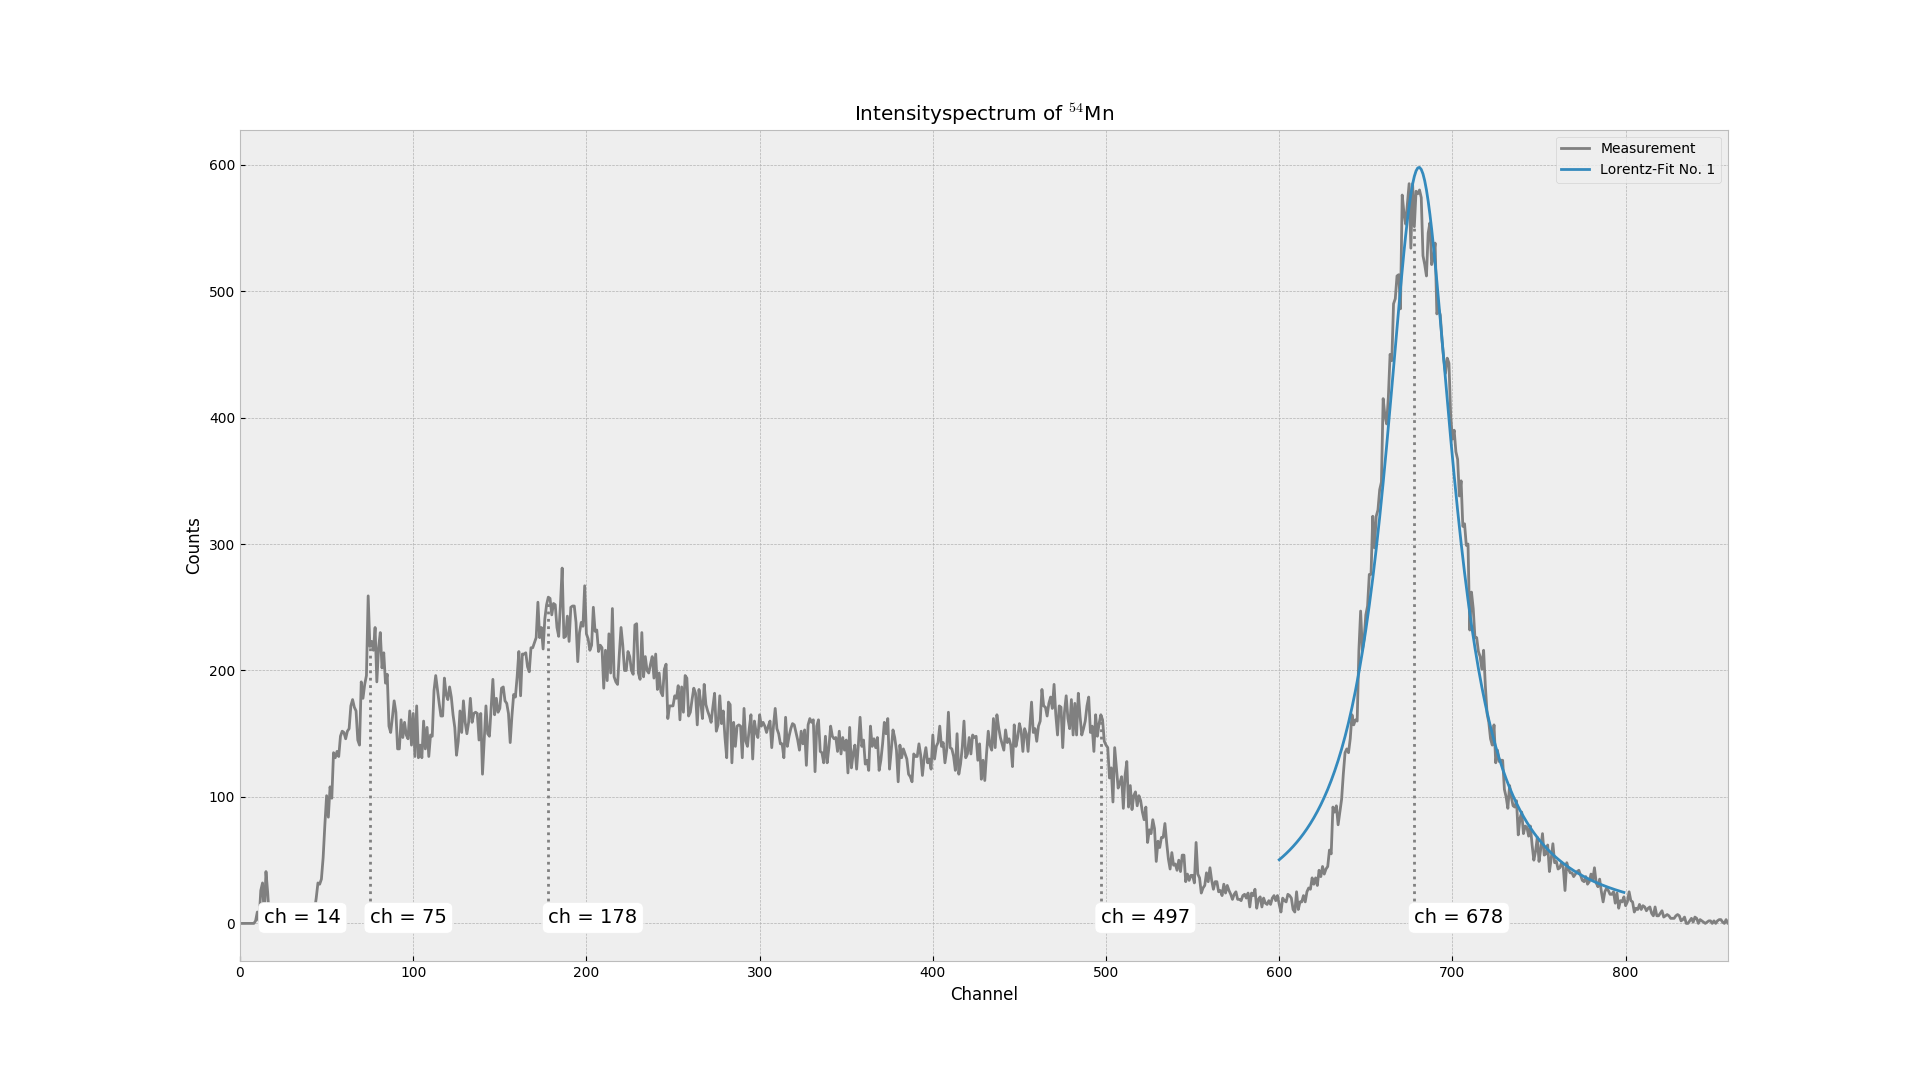 Intensityspectrum of ⁵⁴Mn
Measurement
Lorentz-Fit No. 1
600
500
400
300
200
100
0
Counts
ch = 14
ch = 75
ch = 178
ch = 497
ch = 678
0 100 200 300 400 500 600 700 800
Channel